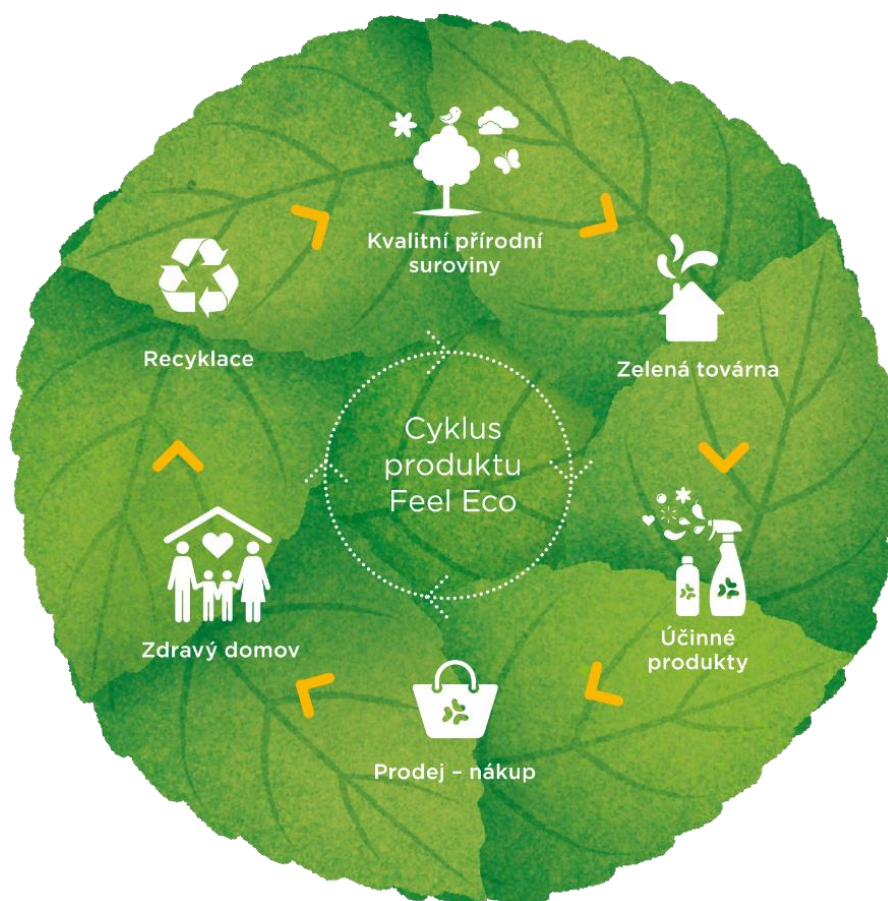 Kvalitní přírodní
suroviny
Zelená továrna
Účinné
produkty
Prodej – nákup
Zdravý domov
Recyklace
Cyklus
produktu
Feel Eco